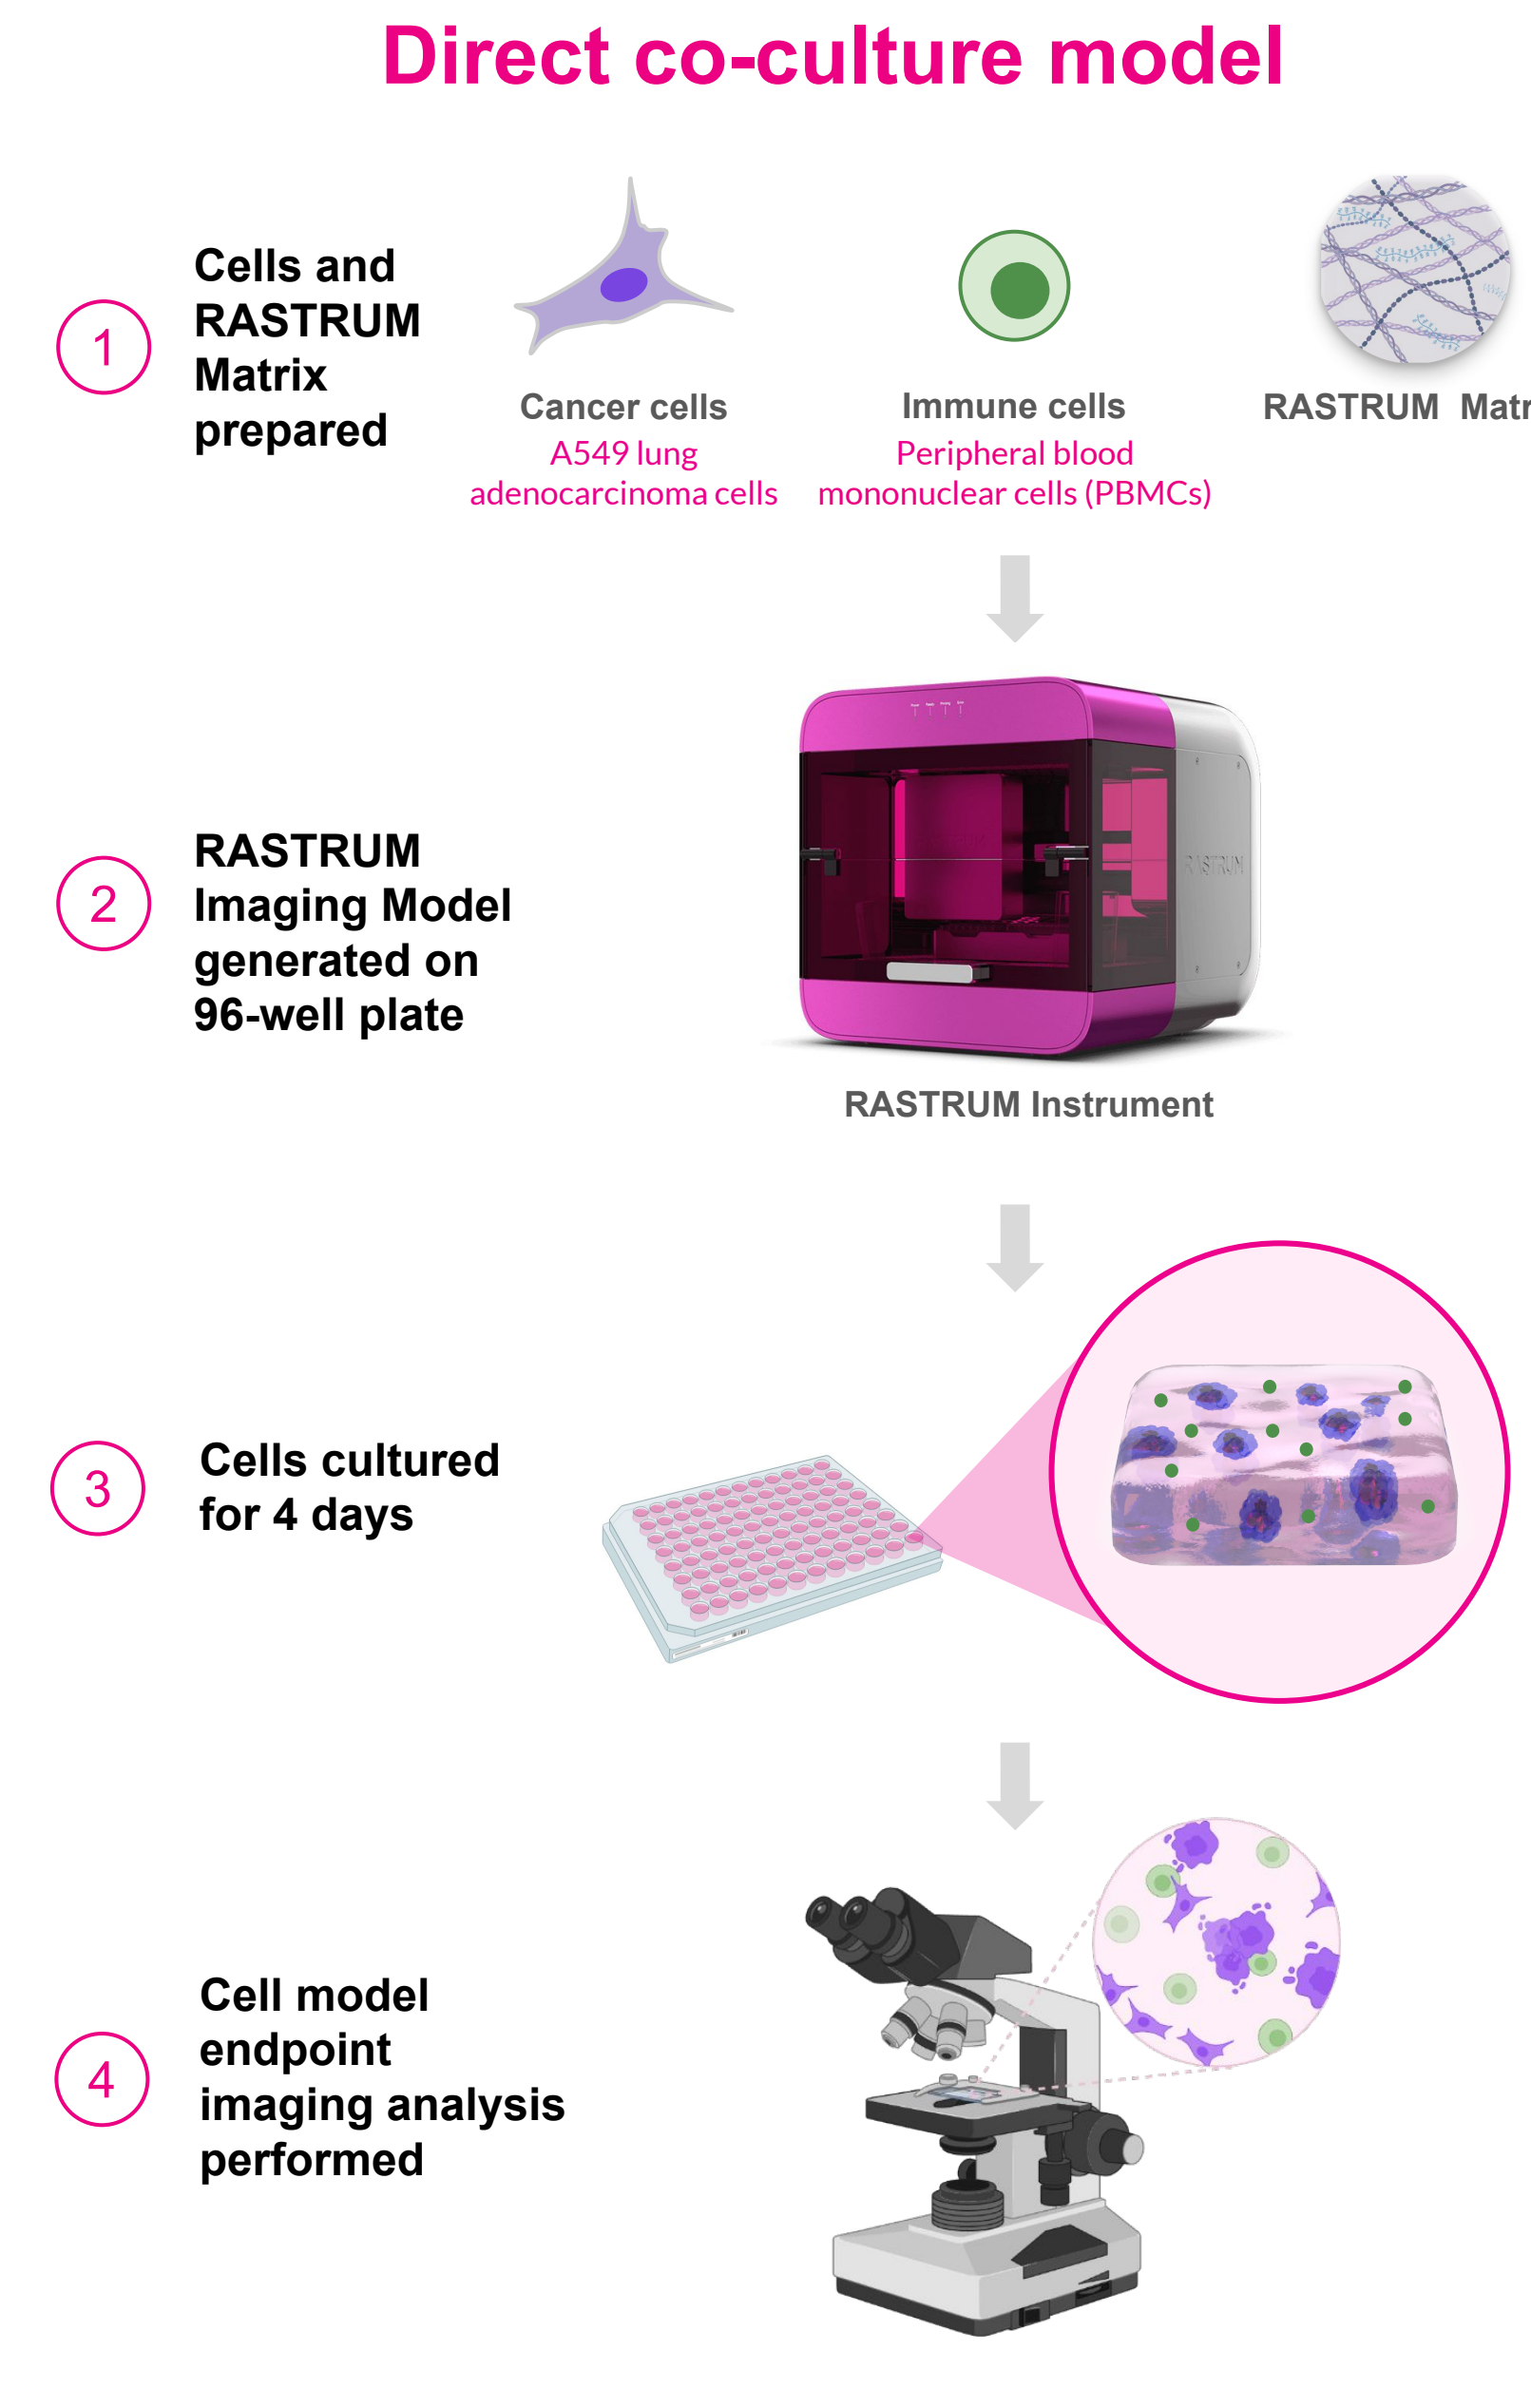 Direct co-culture model
1
Cells and
RASTRUM
Matrix
prepared
Cancer cells
A549 lung
adenocarcinoma cells
Immune cells
Peripheral blood
mononuclear cells (PBMCs)
RASTRUM Matr
2
RASTRUM
Imaging Model
generated on
96-well plate
RASTRUM
RASTRUM Instrument
3
Cells cultured
for 4 days
4
Cell model
endpoint
imaging analysis
performed